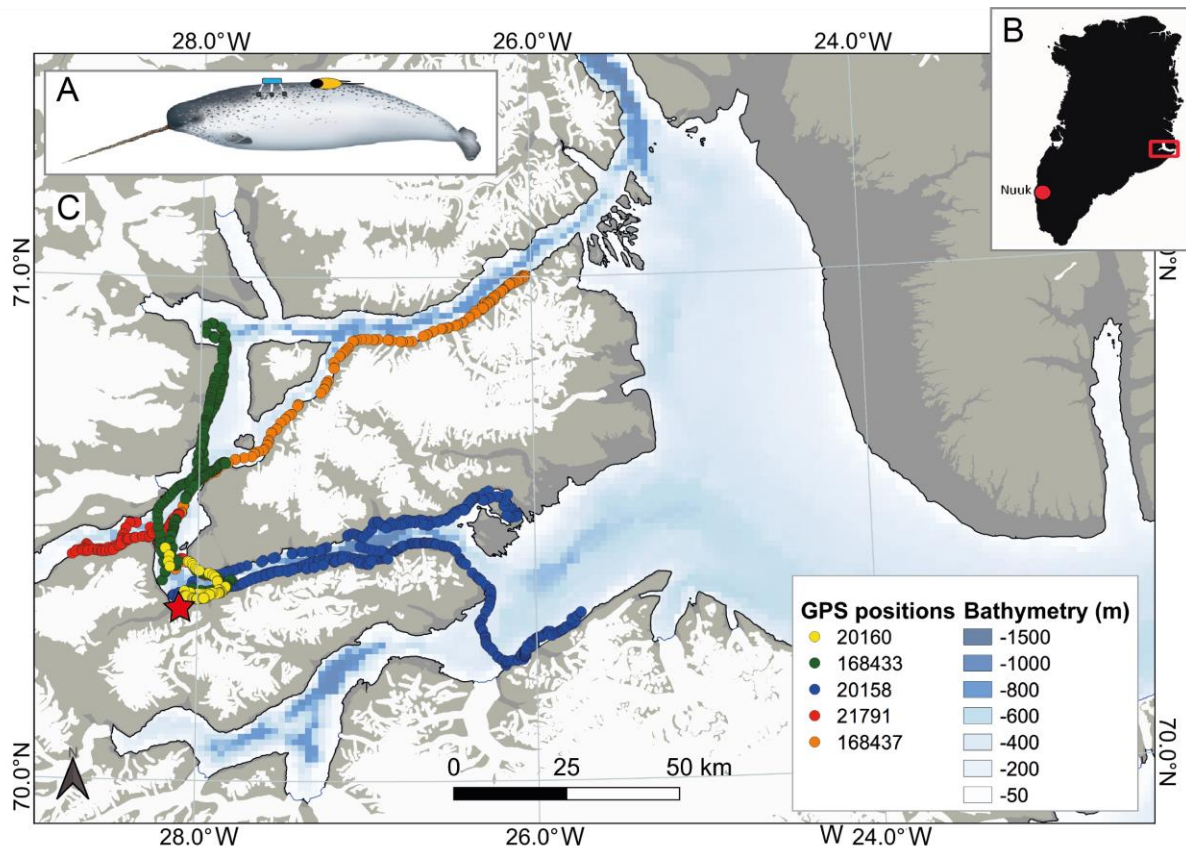 28.0°W 26.0°W 24.0°W
A
B
Nuuk
C
71.0°N
°N
GPS positions
20160
168433
20158
21791
168437
Bathymetry (m)
-1500
-1000
-800
-600
-400
-200
-50
N
0 25 50 km
70.0°N
70.0°N
28.0°W 26.0°W W 24.0°W